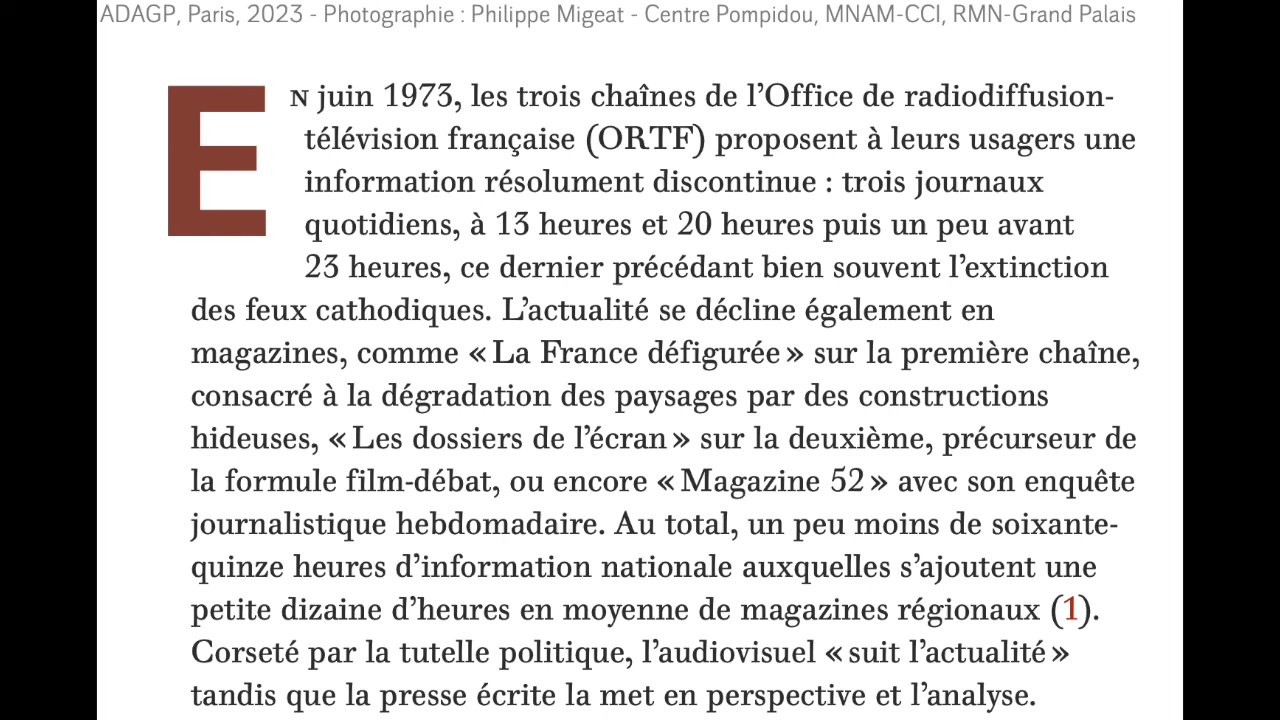 ADAGP, Paris, 2023 - Photographie : Philippe Migeat - Centre Pompidou, MNAM-CCI, RMN-Grand Palais
EN juin 1973, les trois chaînes de l’Office de radiodiffusion-
télévision française (ORTF) proposent à leurs usagers une
information résolument discontinue : trois journaux
quotidiens, à 13 heures et 20 heures puis un peu avant
23 heures, ce dernier précédant bien souvent l’extinction
des feux cathodiques. L’actualité se décline également en
magazines, comme « La France défigurée » sur la première chaîne,
consacré à la dégradation des paysages par des constructions
hideuses, « Les dossiers de l’écran » sur la deuxième, précurseur de
la formule film-débat, ou encore « Magazine 52 » avec son enquête
journalistique hebdomadaire. Au total, un peu moins de soixante-
quinze heures d’information nationale auxquelles s’ajoutent une
petite dizaine d’heures en moyenne de magazines régionaux (1).
Corseté par la tutelle politique, l’audiovisuel « suit l’actualité »
tandis que la presse écrite la met en perspective et l’analyse.